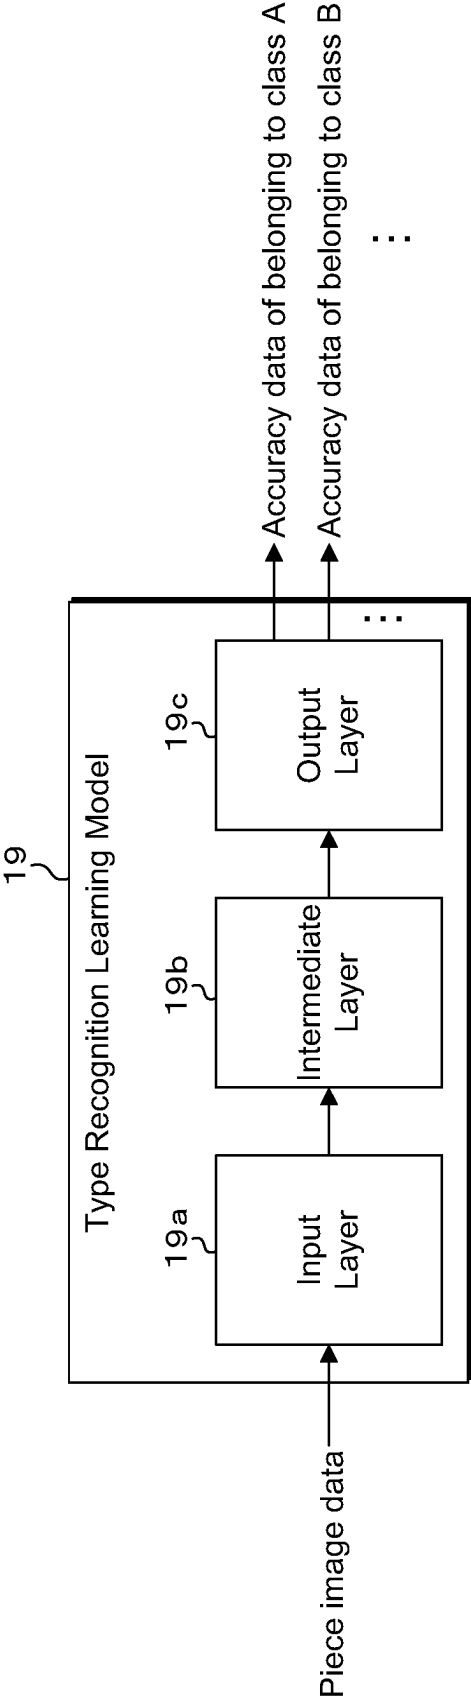 19
Type Recognition Learning Model
19a
19b
19c
Piece image data
Input
Layer
Intermediate
Layer
Output
Layer
Accuracy data of belonging to class A
Accuracy data of belonging to class B
...
...